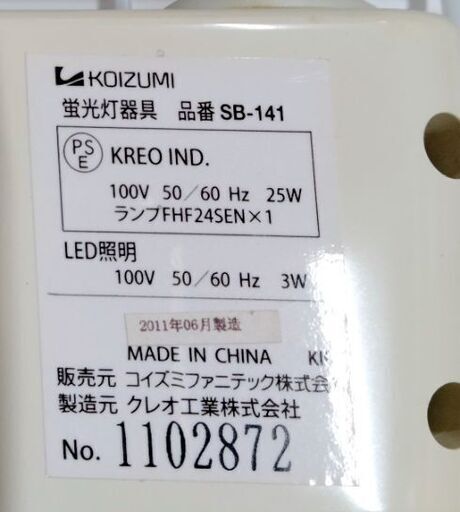 KOIZUMI
蛍光灯器具 品番 SB-141
PS
E
KREO IND.
100V 50/60 Hz 25W
ランプFHF24SEN×1
LED照明
100V 50/60 Hz 3W
2011年06月製造
MADE IN CHINA
販売元 コイズミファニテック株式会
製造元 クレオ工業株式会社
No. 1102872